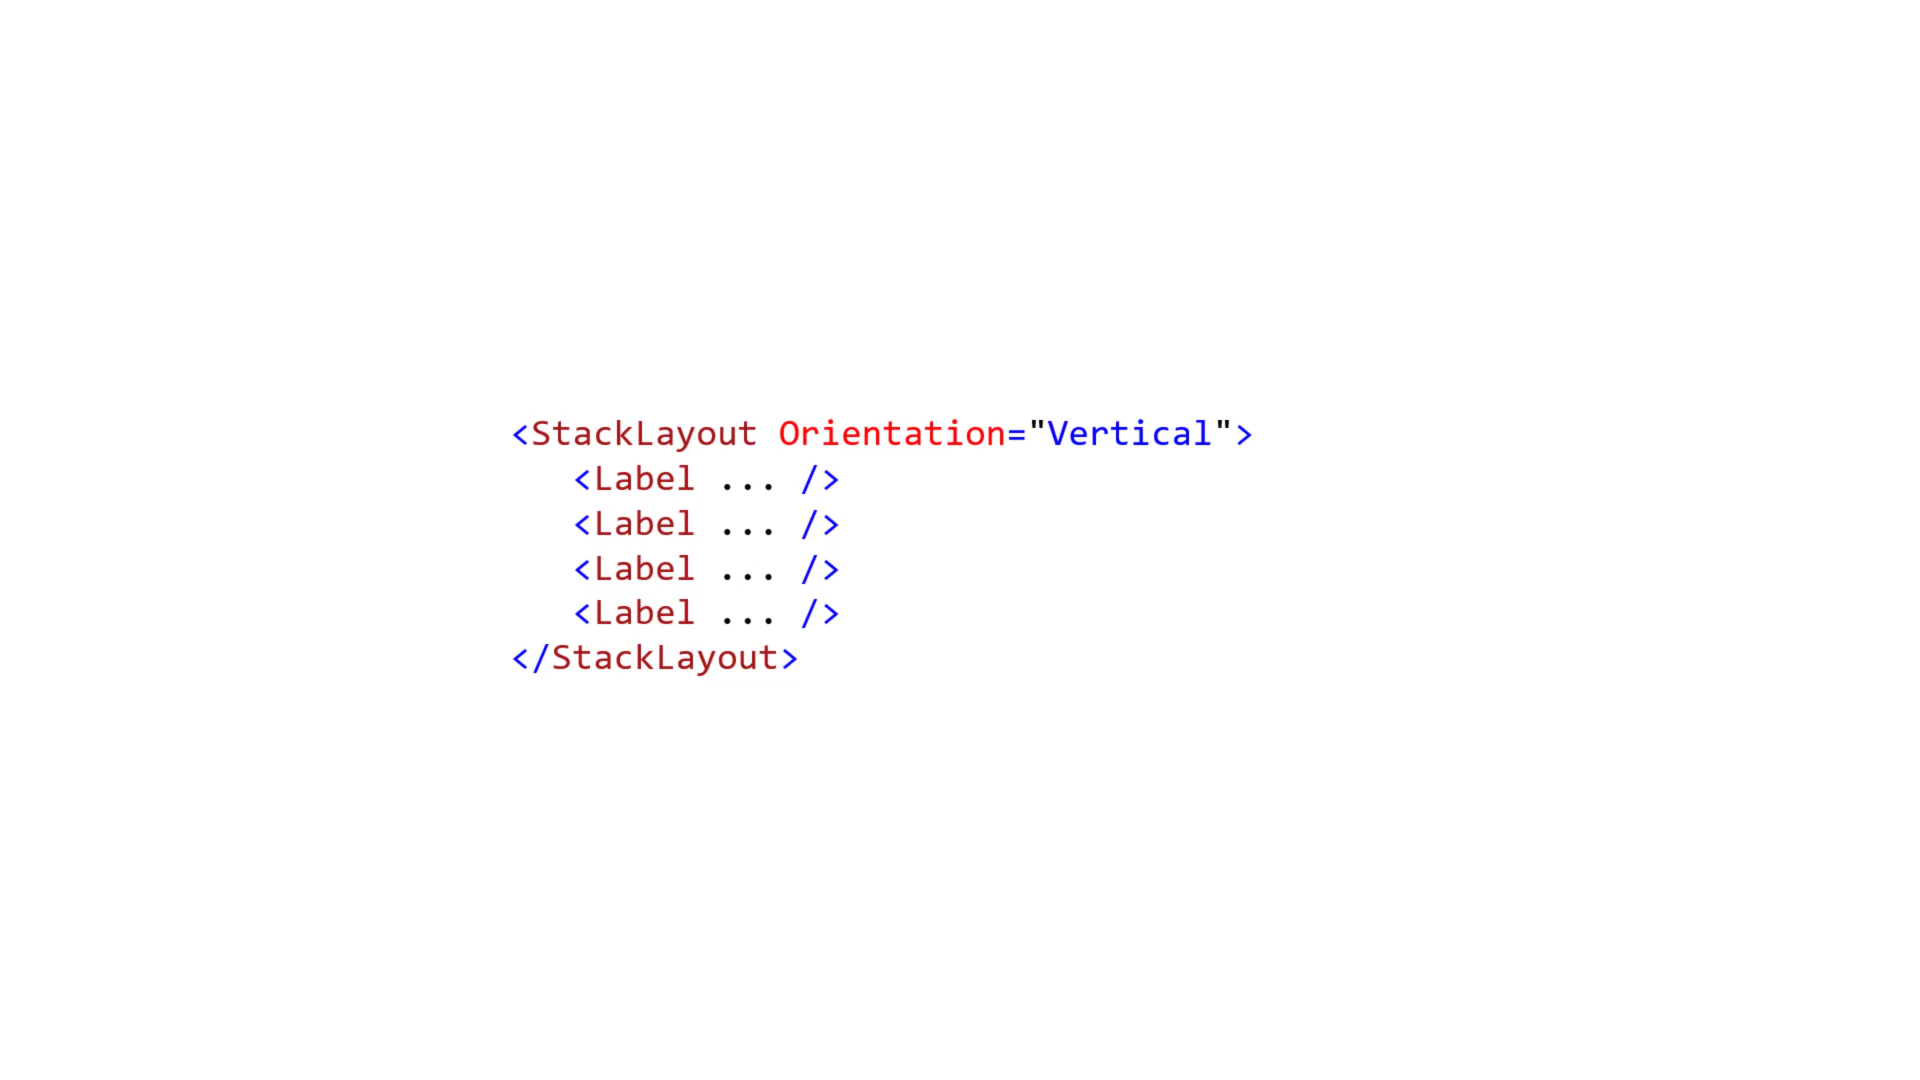 <StackLayout Orientation="Vertical">
<Label ... />
<Label ... />
<Label ... />
<Label ... />
</StackLayout>